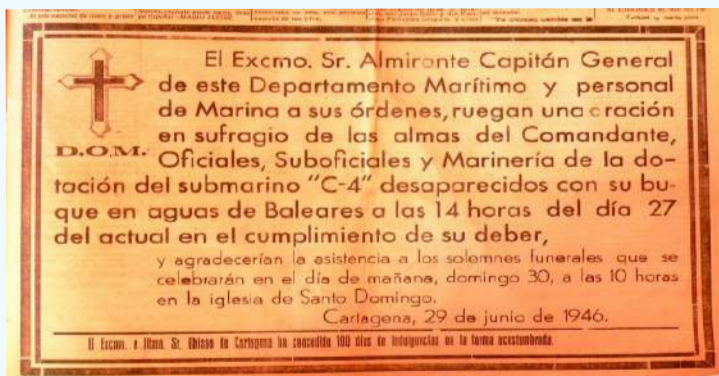 El Excmo. Sr. Almirante Capitán General
de este Departamento Marítimo y personal
de Marina a sus órdenes, ruegan una oración
en sufragio de las almas del Comandante,
D.O.M.
Oficiales, Suboficiales y Marinería de la do-
tación del submarino "C-4" desaparecidos con su bu-
que en aguas de Baleares a las 14 horas del día 27
del actual en el cumplimiento de su deber,
y agradecerían la asistencia a los solemnes funerales que se
celebrarán en el día de mañana, domingo 30, a las 10 horas
en la iglesia de Santo Domingo.
Cartagena, 29 de junio de 1946.
El Excmo. e Iltmo. Sr. Obispo de Cartagena ha concedido 100 días de indulgencias en la forma acostumbrada.